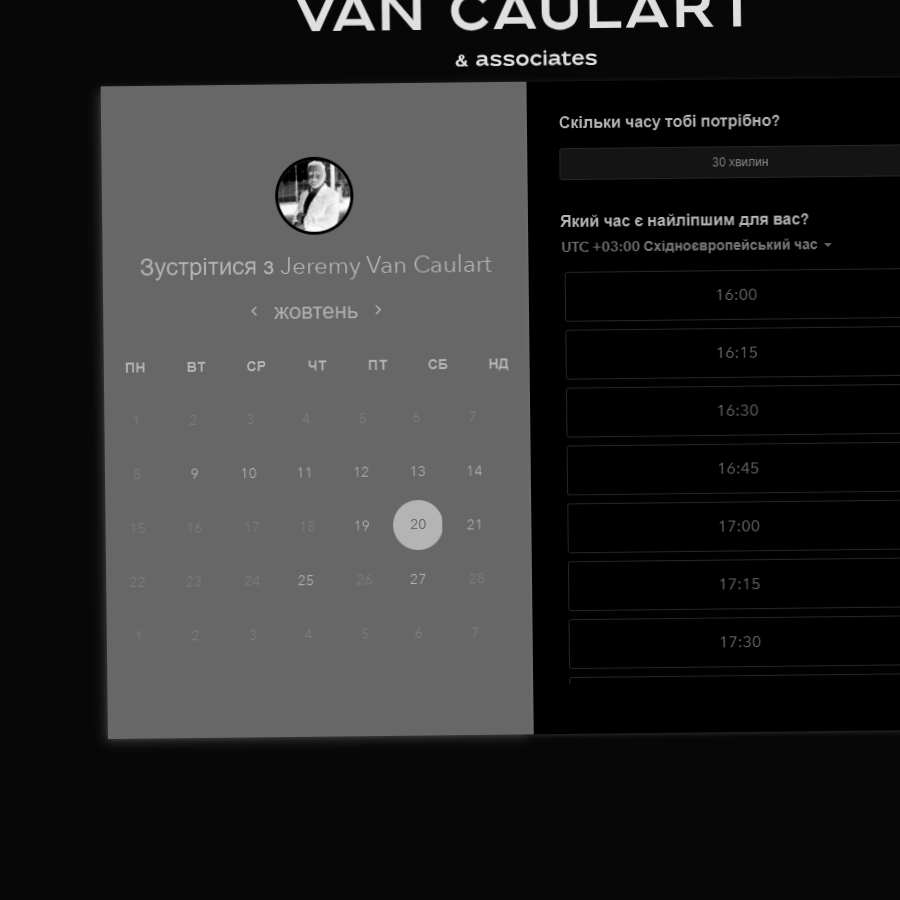 VAN CAULART
& associates
Зустрітися з Jeremy Van Caulart
жовтень
ПН ВТ СР ЧТ ПТ СБ НД
1 2 3 4 5 6 7
8 9 10 11 12 13 14
15 16 17 18 19 20 21
22 23 24 25 26 27 28
1 2 3 4 5 6 7
Скільки часу тобі потрібно?
30 хвилин
Який час є найліпшим для вас?
UTC +03:00 Східноєвропейський час
16:00
16:15
16:30
16:45
17:00
17:15
17:30